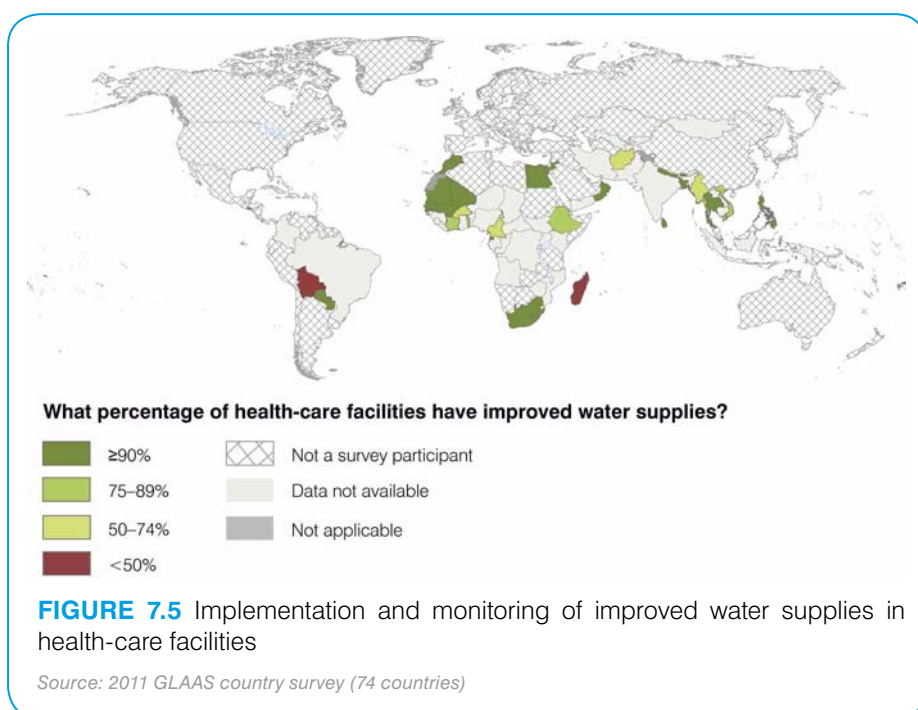 What percentage of health-care facilities have improved water supplies?
≥90%
75–89%
50–74%
<50%
Not a survey participant
Data not available
Not applicable
FIGURE 7.5 Implementation and monitoring of improved water supplies in
health-care facilities
Source: 2011 GLAAS country survey (74 countries)